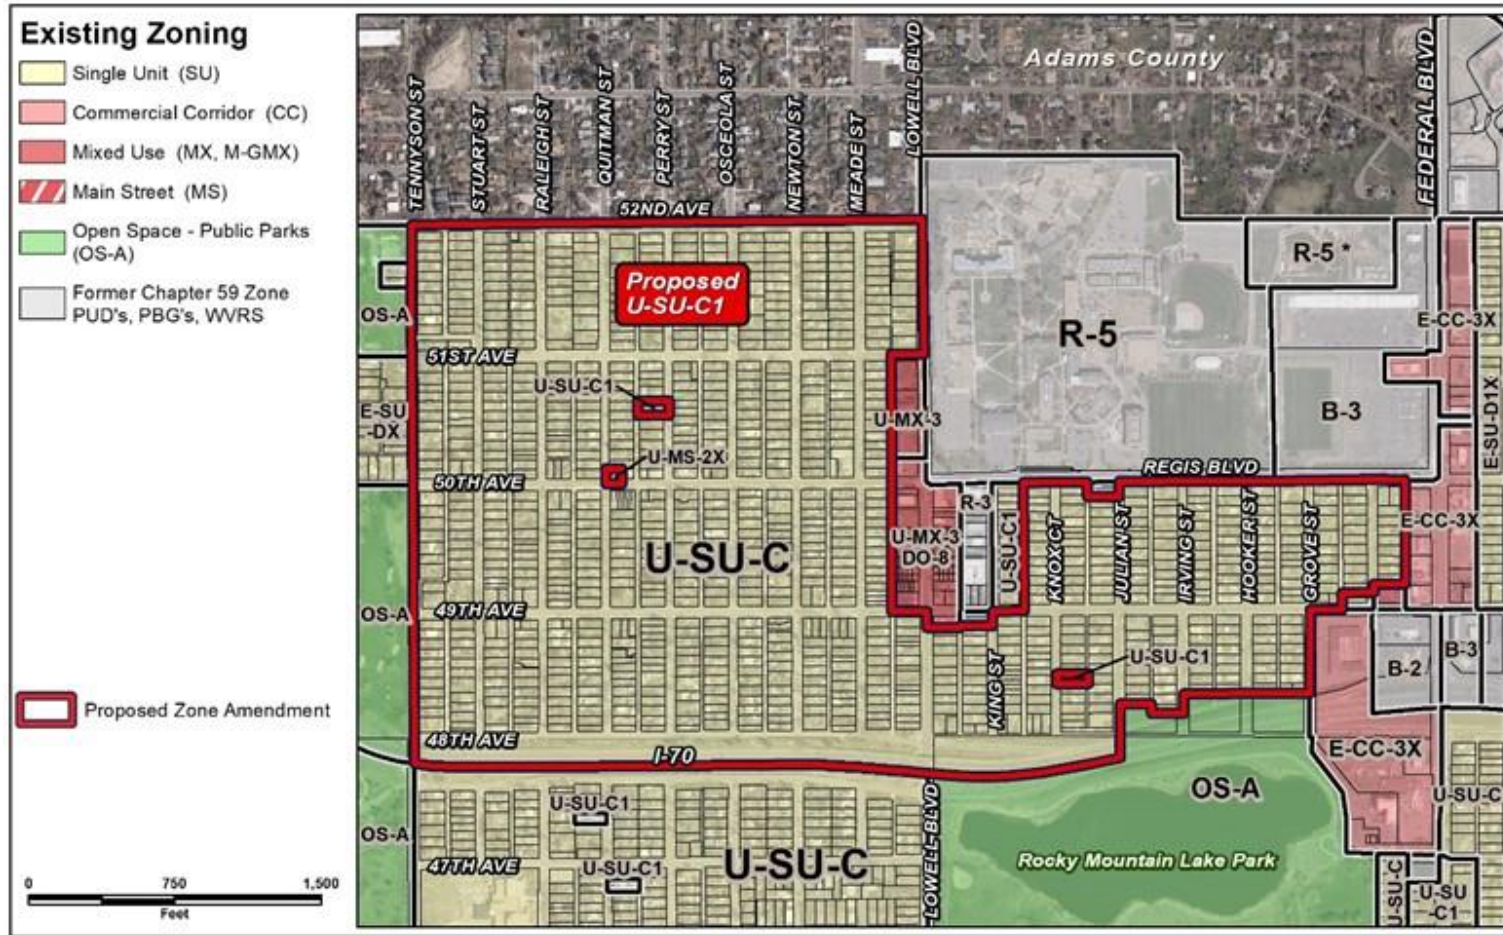 Existing Zoning
Single Unit (SU)
Commercial Corridor (CC)
Mixed Use (MX, M-GMX)
Main Street (MS)
Open Space - Public Parks
(OS-A)
Former Chapter 59 Zone
PUD's, PBG's, WVRS
Proposed Zone Amendment
0 750 1,500
Feet
Adams County
TENNYSON ST
STUART ST
RALEIGH ST
QUITMAN ST
PERRY ST
OSCEOLA ST
NEWTON ST
MEADE ST
LOWELL BLVD
FEDERAL BLVD
52ND AVE
Proposed
U-SU-C1
R-5 *
OS-A
R-5
E-CC-3X
51ST AVE
U-SU-C1
E-SU
-DX
U-MX-3
B-3
E-SU-D1X
U-MS-2X
50TH AVE
REGIS BLVD
R-3
U-SU-C1
U-MX-3
DO-8
E-CC-3X
U-SU-C
KNOX CT
JULIAN ST
IRVING ST
HOOKER ST
GROVE ST
OS-A
49TH AVE
KING ST
U-SU-C1
B-2
B-3
48TH AVE
I-70
E-CC-3X
OS-A
U-SU-C
U-SU-C1
OS-A
47TH AVE
U-SU-C1
U-SU-C
LOWELL BLVD
Rocky Mountain Lake Park
U-SU-C
U-SU
-C1